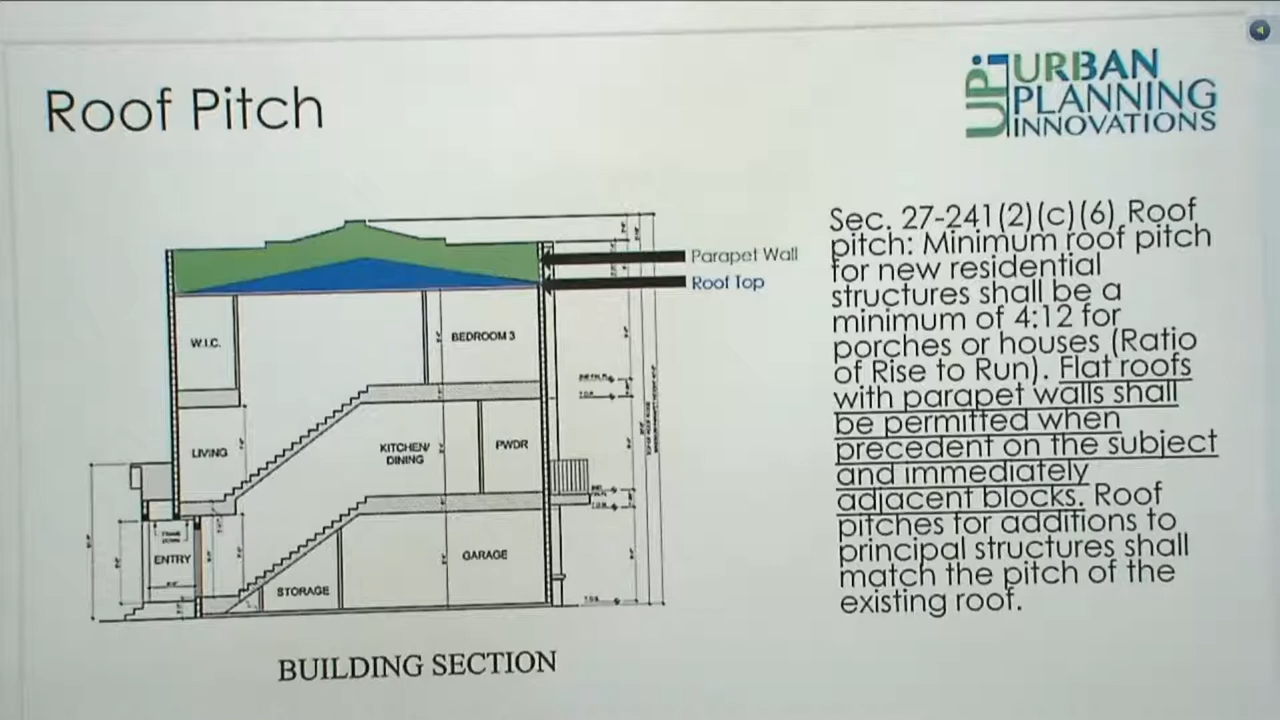 Roof Pitch
UP:
URBAN
PLANNING
INNOVATIONS
Sec. 27-241(2)(c)(6) Roof
pitch: Minimum roof pitch
for new residential
structures shall be a
minimum of 4:12 for
porches or houses (Ratio
of Rise to Run). Flat roofs
with parapet walls shall
be permitted when
precedent on the subject
and immediately
adjacent blocks. Roof
pitches for additions to
principal structures shall
match the pitch of the
existing roof.
Parapet Wall
Roof Top
W.I.C.
BEDROOM 3
LIVING
KITCHEN/
DINING
PWDR
ENTRY
STORAGE
GARAGE
BUILDING SECTION